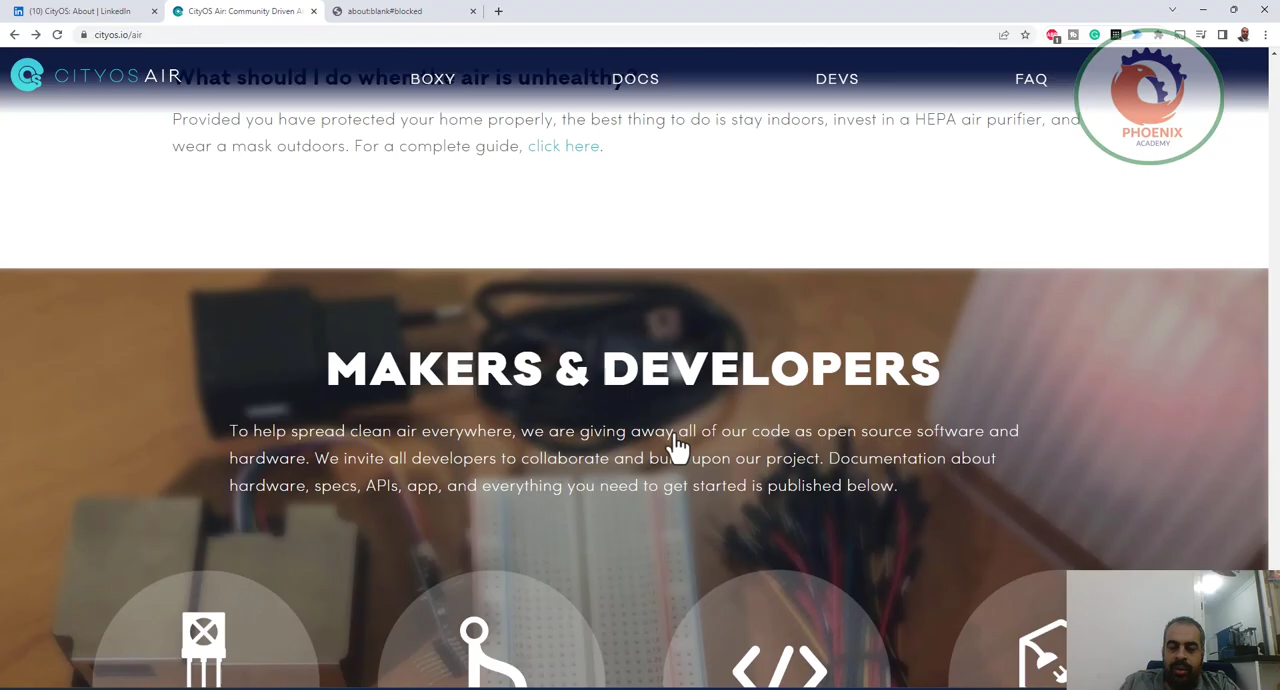 (10) CityOS: About | LinkedIn
CityOS Air: Community Driven A
about:blank#blocked
cityos.io/air
1
CITYOS AIR
BOXY
DOCS
DEVS
FAQ
What should I do when air is unhealthy?
Provided you have protected your home properly, the best thing to do is stay indoors, invest in a HEPA air purifier, and
wear a mask outdoors. For a complete guide, click here.
PHOENIX
ACADEMY
MAKERS & DEVELOPERS
To help spread clean air everywhere, we are giving away all of our code as open source software and
hardware. We invite all developers to collaborate and build upon our project. Documentation about
hardware, specs, APIs, app, and everything you need to get started is published below.